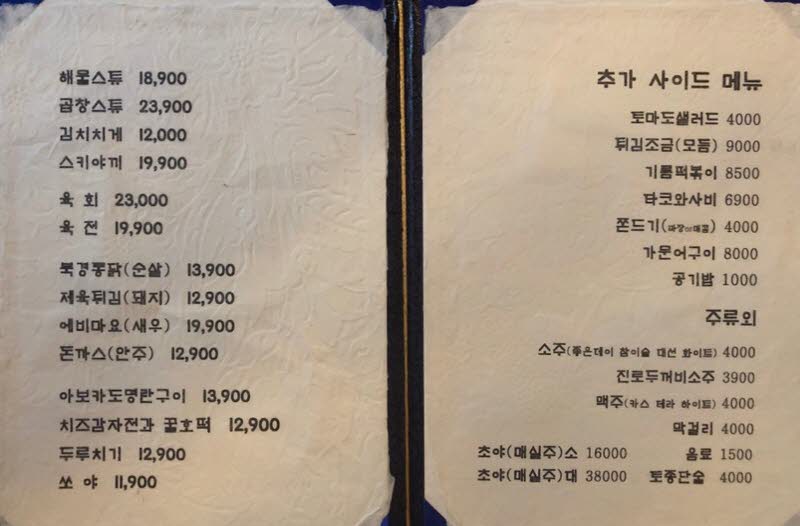 해물스튜 18,900
곱창스튜 23,900
김치치게 12,000
스키야끼 19,900
육 회 23,000
육 전 19,900
북경통닭(순살) 13,900
제육튀김(돼지) 12,900
에비마요(새우) 19,900
돈까스(안주) 12,900
아보카도명란구이 13,900
치즈감자전과 꿀호떡 12,900
두루치기 12,900
쏘 야 11,900
추가 사이드 메뉴
토마도샐러드 4000
튀김조금(모둠) 9000
기름떡볶이 8500
타코와사비 6900
쫀드기(짜장or매콤) 4000
가문어구이 8000
공기밥 1000
주류외
소주(좋은데이 참이슬 대선 화이트) 4000
진로두꺼비소주 3900
맥주(카스 테라 하이트) 4000
막걸리 4000
초야(매실주)소 16000 음료 1500
초야(매실주)대 38000 토종단술 4000